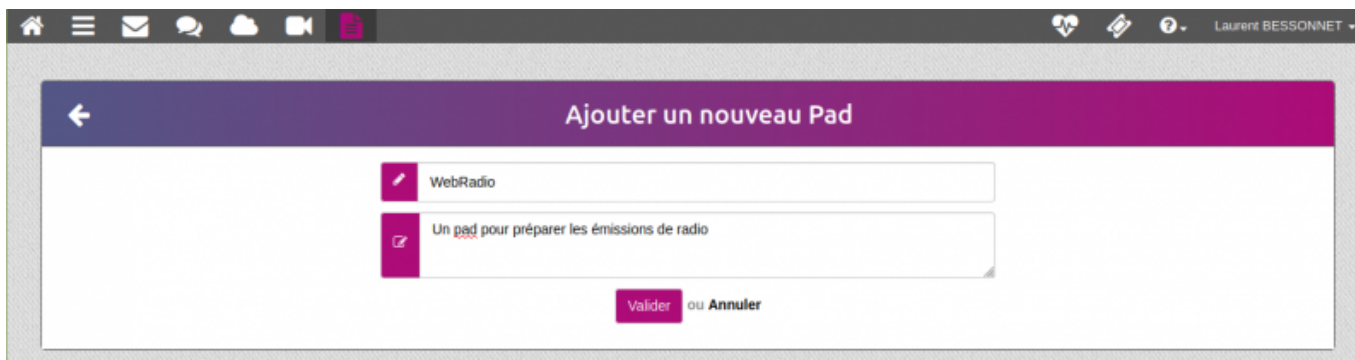 Laurent BESSONNET
Ajouter un nouveau Pad
WebRadio
Un pad pour préparer les émissions de radio
Valider ou Annuler